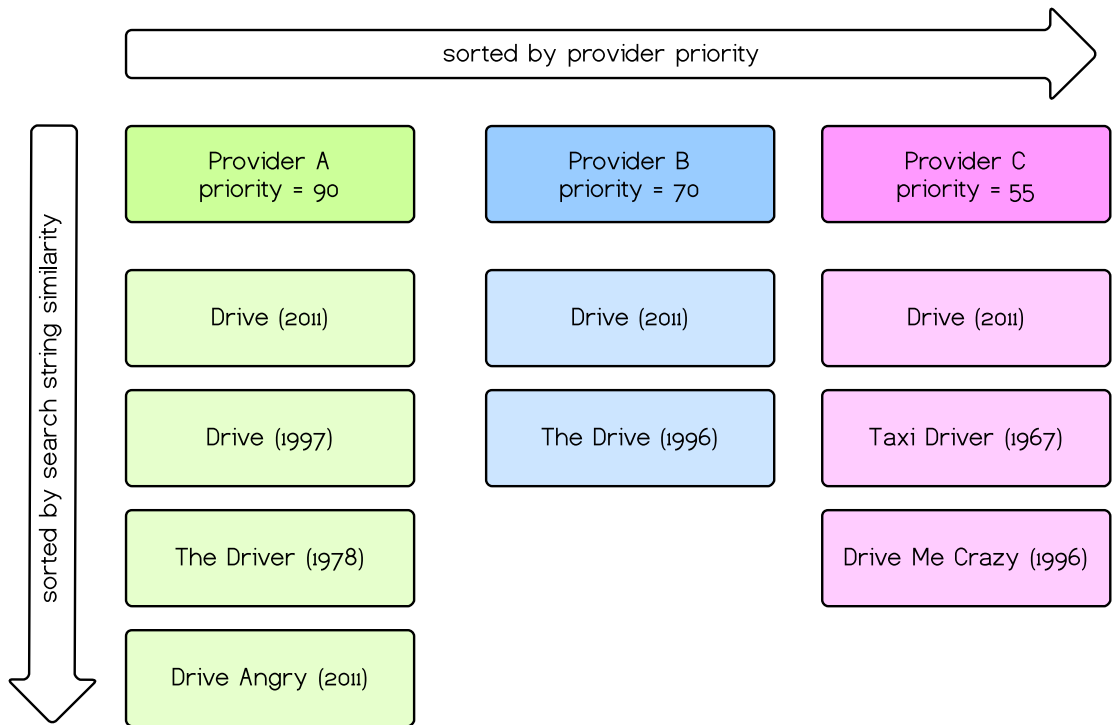 sorted by provider priority
sorted by search string similarity
Provider A
priority = 90
Provider B
priority = 70
Provider C
priority = 55
Drive (2011)
Drive (2011)
Drive (2011)
Drive (1997)
The Drive (1996)
Taxi Driver (1967)
The Driver (1978)
Drive Me Crazy (1996)
Drive Angry (2011)